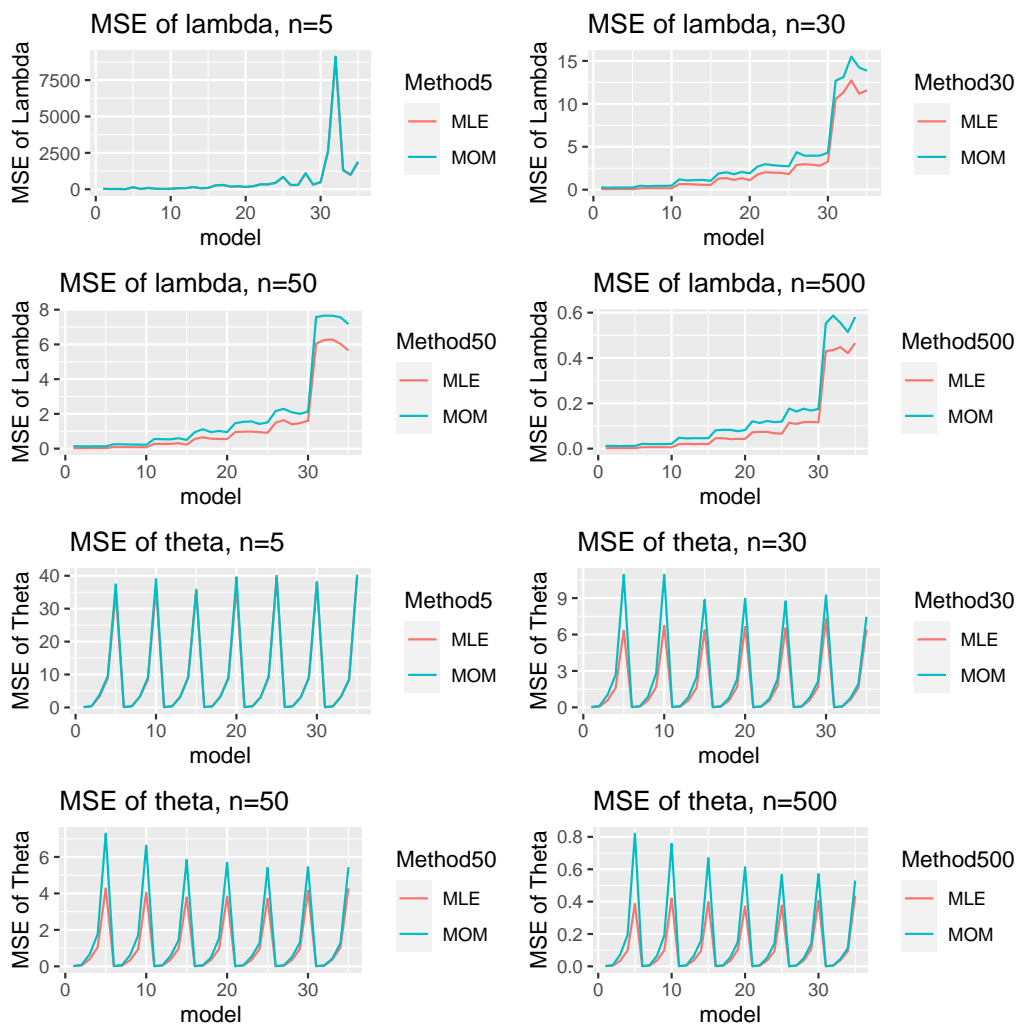 MSE of lambda, n=5
MSE of Lambda
7500
5000
2500
0
0
10
20
30
model
Method5
MLE
MOM
MSE of lambda, n=30
MSE of Lambda
15
10
5
0
0
10
20
30
model
Method30
MLE
MOM
MSE of lambda, n=50
MSE of Lambda
8
6
4
2
0
0
10
20
30
model
Method50
MLE
MOM
MSE of lambda, n=500
MSE of Lambda
0.6
0.4
0.2
0.0
0
10
20
30
model
Method500
MLE
MOM
MSE of theta, n=5
MSE of Theta
40
30
20
10
0
0
10
20
30
model
Method5
MLE
MOM
MSE of theta, n=30
MSE of Theta
9
6
3
0
0
10
20
30
model
Method30
MLE
MOM
MSE of theta, n=50
MSE of Theta
6
4
2
0
0
10
20
30
model
Method50
MLE
MOM
MSE of theta, n=500
MSE of Theta
0.8
0.6
0.4
0.2
0.0
0
10
20
30
model
Method500
MLE
MOM